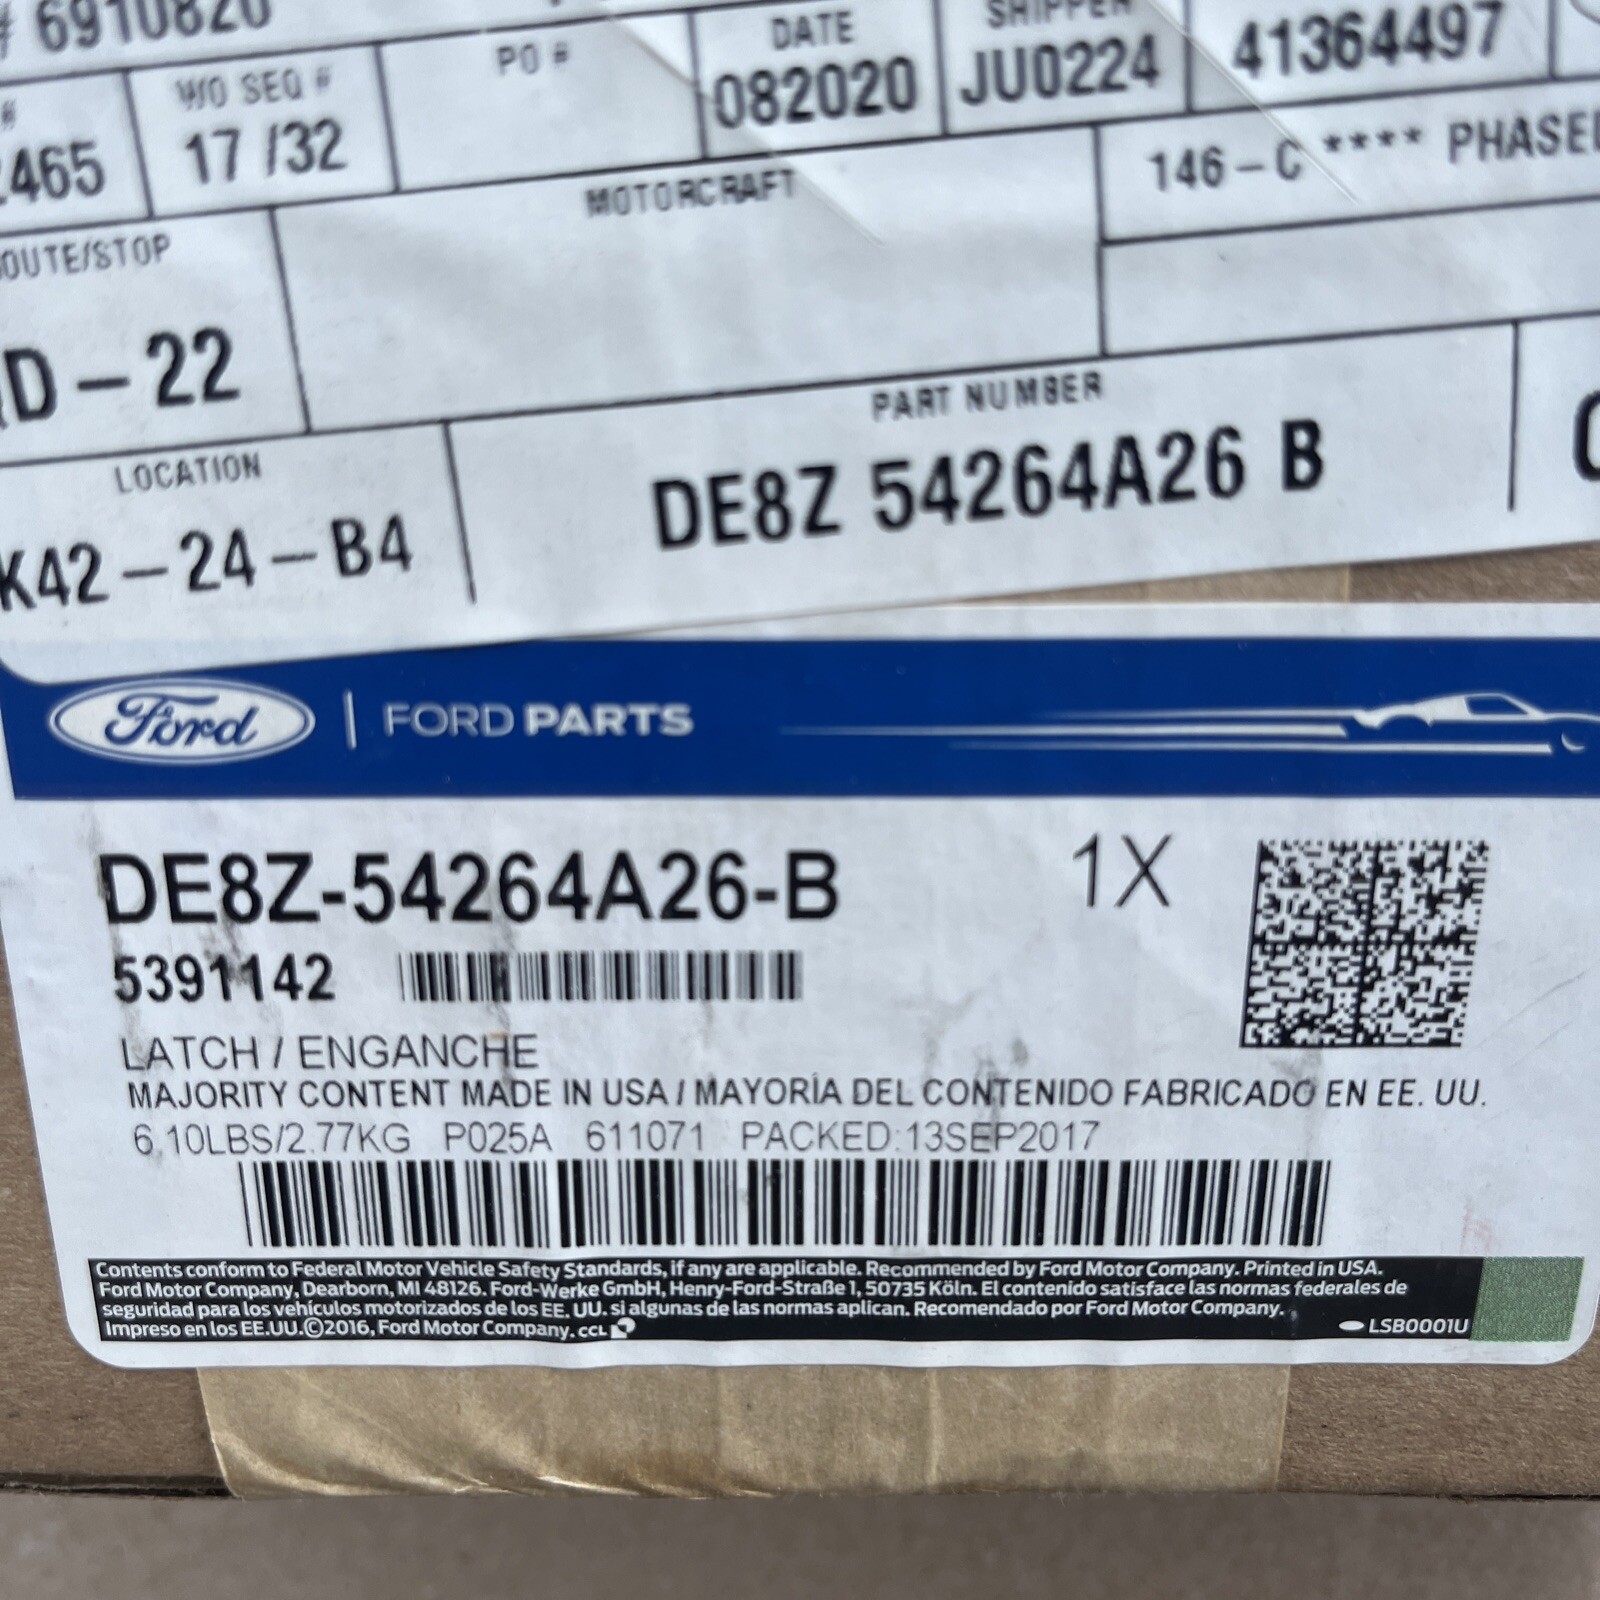 # 6910820
DATE SHIPPER
W/O SEQ # PO # 082020 JU0224 41364497
17 /32
465
MOTORCRAFT 146-C **** PHASED
OUTE/STOP
D-22
LOCATION PART NUMBER
K42-24-B4 DE8Z 54264A26 B
Ford | FORD PARTS
DE8Z-54264A26-B 1X
5391142
LATCH / ENGANCHE
MAJORITY CONTENT MADE IN USA / MAYORÍA DEL CONTENIDO FABRICADO EN EE. UU.
6.10LBS/2.77KG P025A 611071 PACKED:13SEP2017
Contents conform to Federal Motor Vehicle Safety Standards, if any are applicable. Recommended by Ford Motor Company. Printed in USA.
Ford Motor Company, Dearborn, MI 48126. Ford-Werke GmbH, Henry-Ford-Straße 1, 50735 Köln. El contenido satisface las normas federales de
seguridad para los vehículos motorizados de los EE. UU. si algunas de las normas aplican. Recomendado por Ford Motor Company.
Impreso en los EE.UU.©2016, Ford Motor Company. CCL
LSB0001U